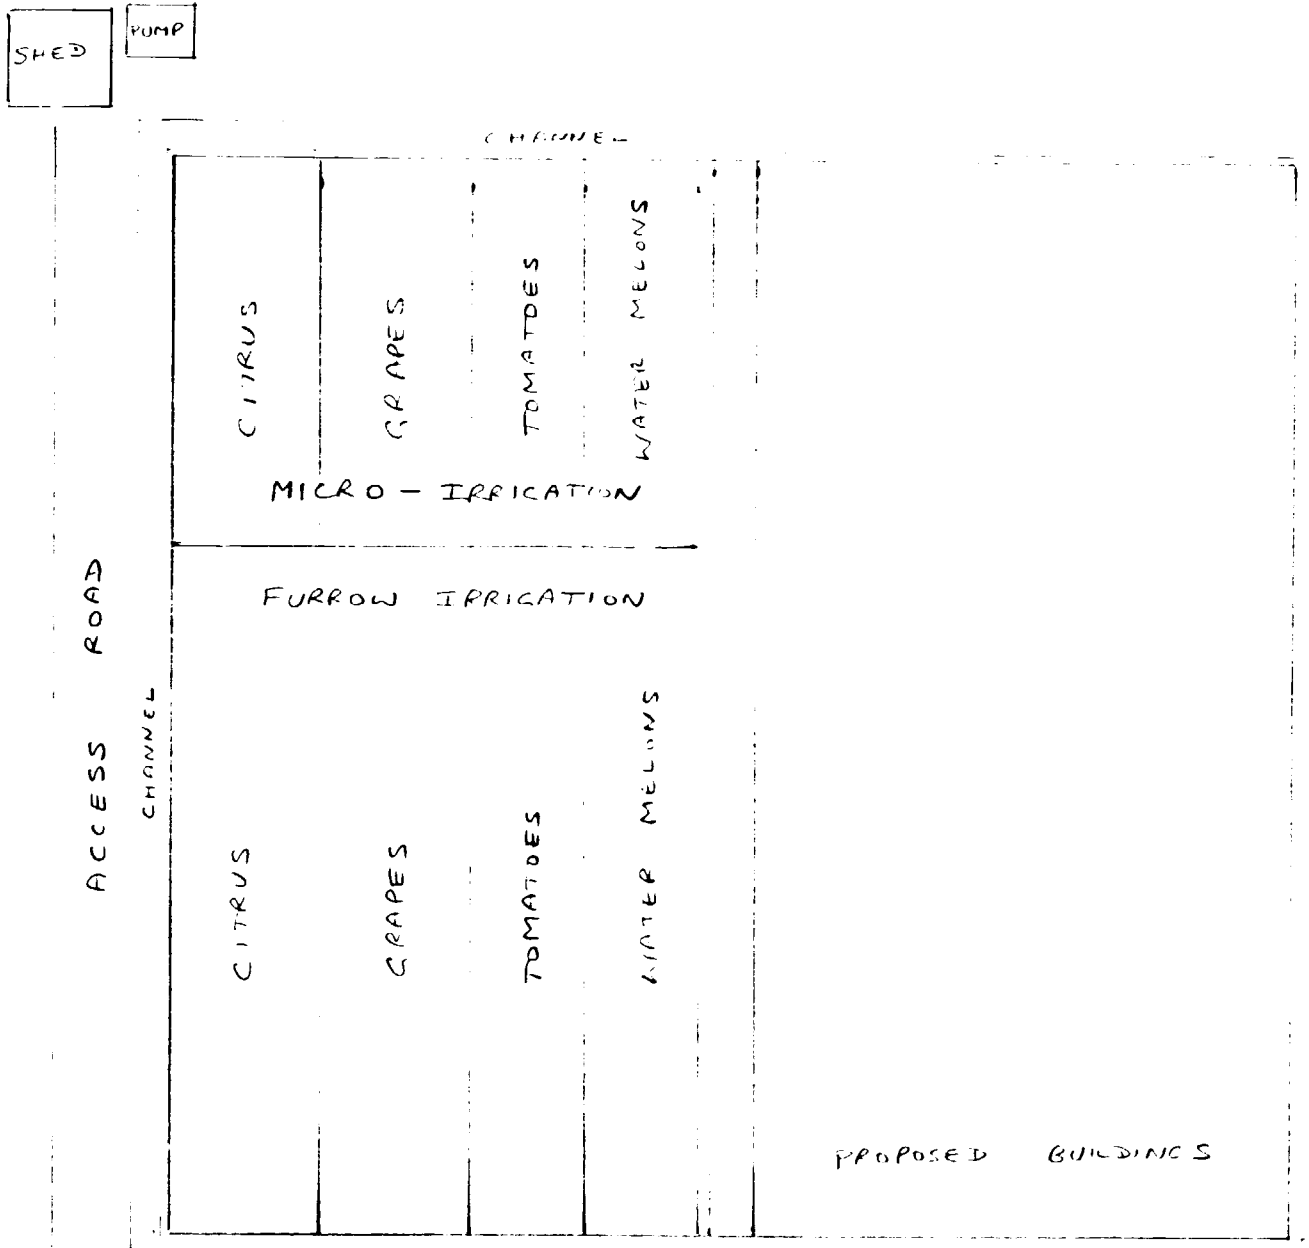 SHED
PUMP
CHANNEL
CITRUS
GRAPES
TOMATOES
WATER MELONS
MICRO - IRRIGATION
FURROW IRRIGATION
ACCESS ROAD
CHANNEL
CITRUS
GRAPES
TOMATOES
WATER MELONS
PROPOSED BUILDINGS